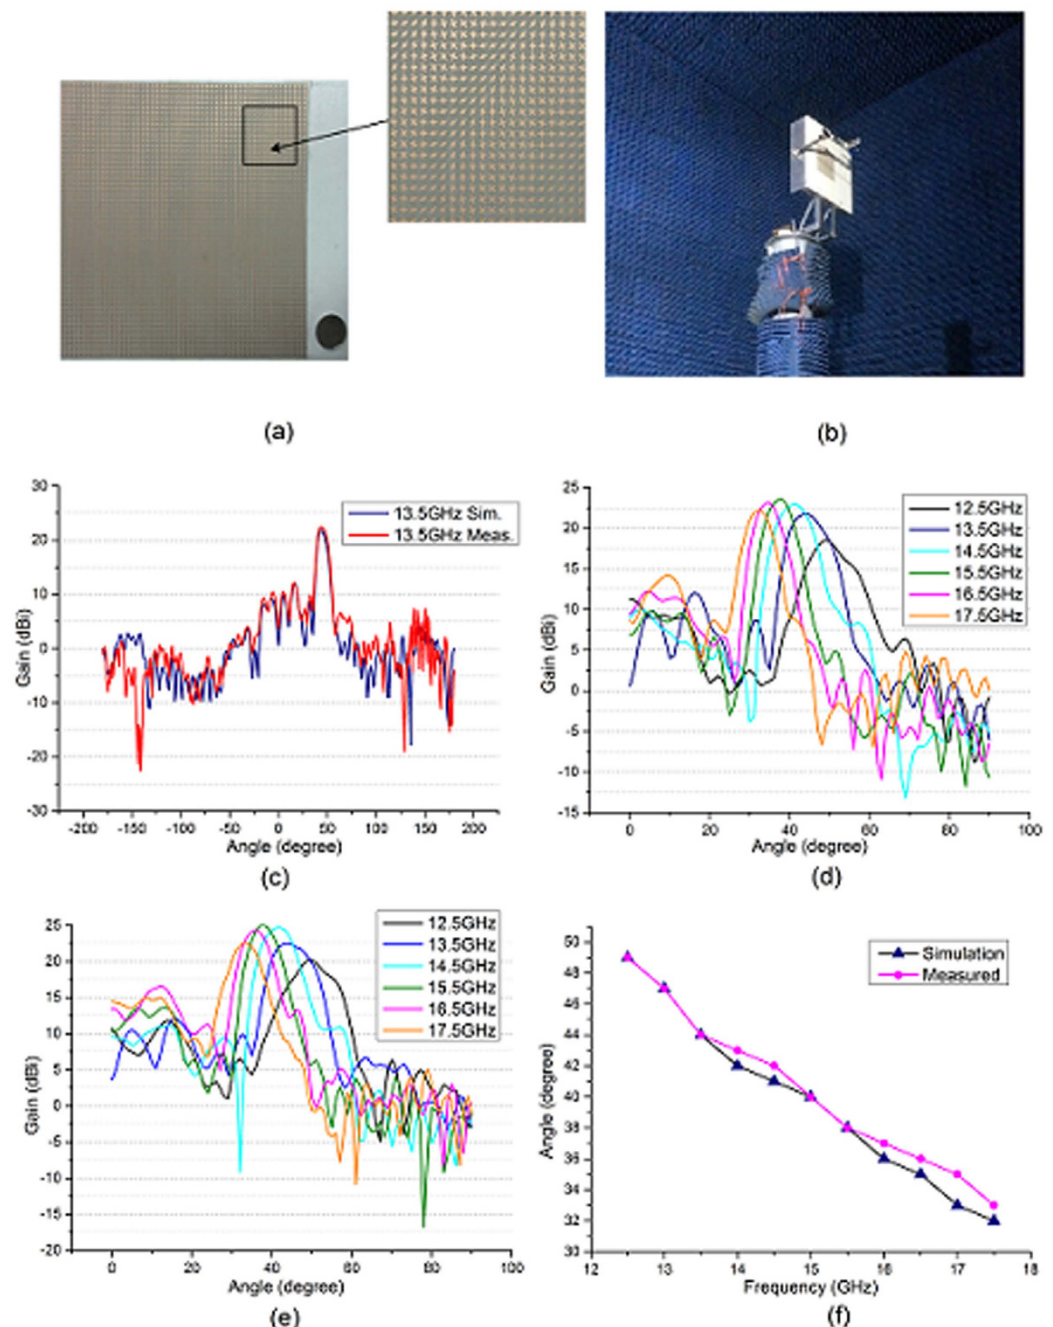 (a)
(b)
30
20
10
0
-10
-20
-30
Gain (dBi)
13.5GHz Sim.
13.5GHz Meas.
-200 -150 -100 -50 0 50 100 150 200
Angle (degree)
(c)
25
20
15
10
5
0
-5
-10
-15
Gain (dBi)
12.5GHz
13.5GHz
14.5GHz
15.5GHz
16.5GHz
17.5GHz
0 20 40 60 80 100
Angle (degree)
(d)
25
20
15
10
5
0
-5
-10
-15
-20
Gain (dBi)
12.5GHz
13.5GHz
14.5GHz
15.5GHz
16.5GHz
17.5GHz
0 20 40 60 80 100
Angle (degree)
(e)
50
48
46
44
42
40
38
36
34
32
30
Angle (degree)
Simulation
Measured
12 13 14 15 16 17 18
Frequency (GHz)
(f)